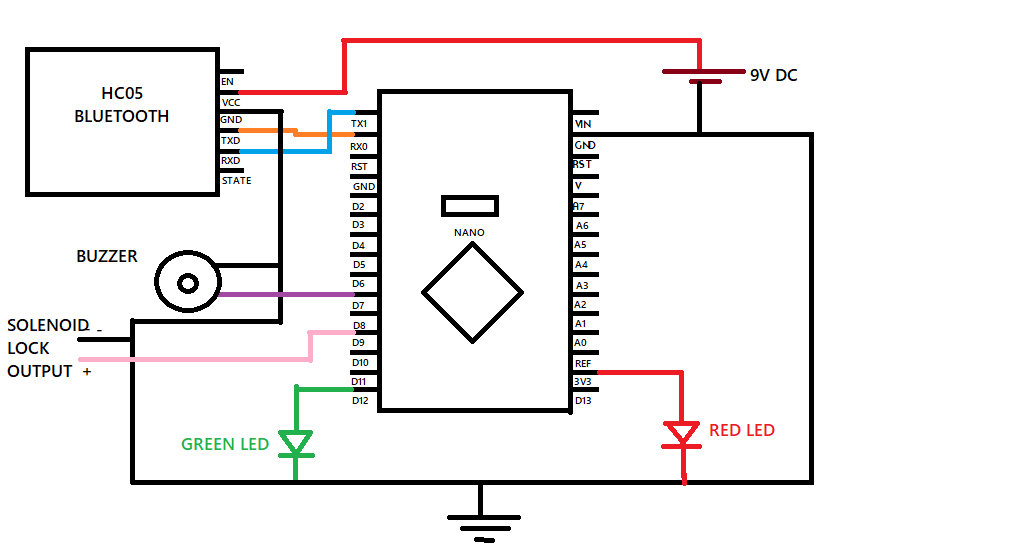 HC05
BLUETOOTH
EN
VCC
GND
TXD
RXD
STATE
9V DC
TX1
RX0
RST
GND
D2
D3
D4
D5
D6
D7
D8
D9
D10
D11
D12
NANO
VIN
GND
RST
V
A7
A6
A5
A4
A3
A2
A1
A0
REF
3V3
D13
BUZZER
SOLENOID - -
LOCK
OUTPUT +
GREEN LED
RED LED